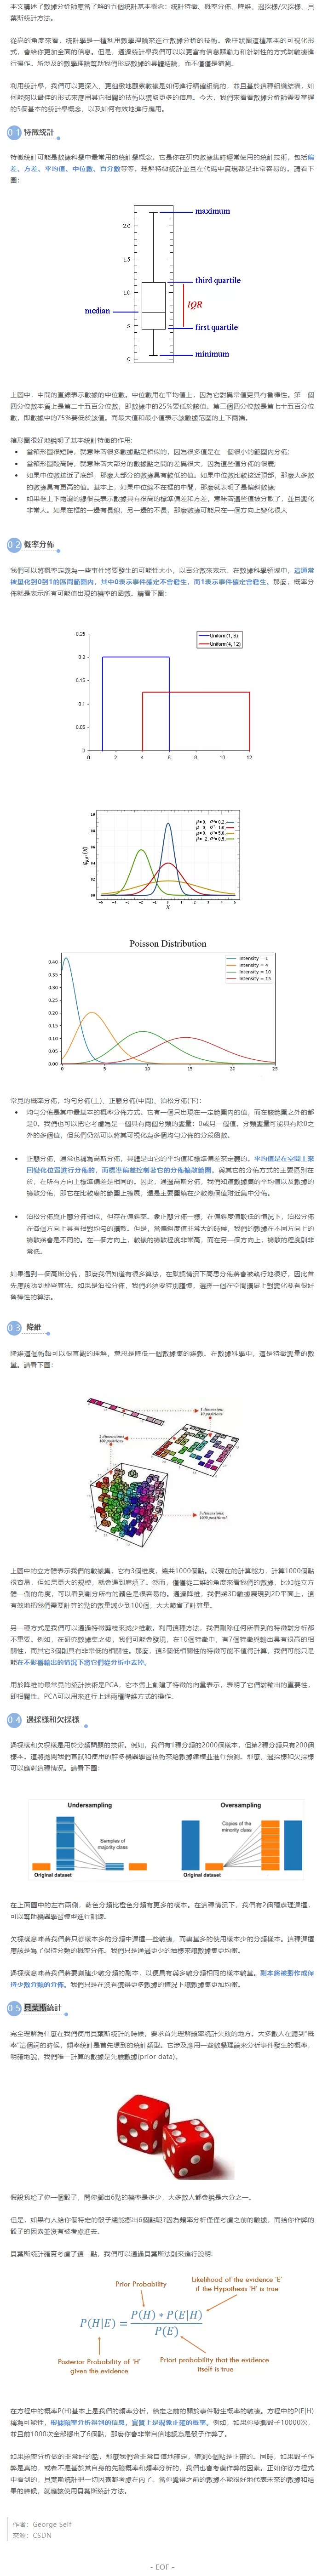 本文講述了數據分析師應當了解的五個統計基本概念：統計特徵、概率分佈、降維、過採樣/欠採樣、貝
葉斯統計方法。
從高的角度來看，統計學是一種利用數學理論來進行數據分析的技術。象柱狀圖這種基本的可視化形
式，會給你更加全面的信息。但是，通過統計學我們可以以更富有信息驅動力和針對性的方式對數據進
行操作。所涉及的數學理論幫助我們形成數據的具體結論，而不僅僅是猜測。
利用統計學，我們可以更深入、更細緻地觀察數據是如何進行精確組織的，並且基於這種組織結構，如
何能夠以最佳的形式來應用其它相關的技術以獲取更多的信息。今天，我們來看看數據分析師需要掌握
的5個基本的統計學概念，以及如何有效地進行應用。
01 特徵統計
特徵統計可能是數據科學中最常用的統計學概念。它是你在研究數據集時經常使用的統計技術，包括偏
差、方差、平均值、中位數、百分數等等。理解特徵統計並且在代碼中實現都是非常容易的。請看下
圖：
maximum
2.0
1.5
third quartile
1.0
IQR
median
.5
first quartile
minimum
0
上圖中，中間的直線表示數據的中位數。中位數用在平均值上，因為它對異常值更具有魯棒性。第一個
四分位數本質上是第二十五百分位數，即數據中的25%要低於該值。第三個四分位數是第七十五百分位
數，即數據中的75%要低於該值。而最大值和最小值表示該數據範圍的上下兩端。
箱形圖很好地說明了基本統計特徵的作用：
• 當箱形圖很短時，就意味著很多數據點是相似的，因為很多值是在一個很小的範圍內分佈；
• 當箱形圖較高時，就意味著大部分的數據點之間的差異很大，因為這些值分佈的很廣；
• 如果中位數接近了底部，那麼大部分的數據具有較低的值。如果中位數比較接近頂部，那麼大多數
的數據具有更高的值。基本上，如果中位線不在框的中間，那麼就表明了是偏斜數據；
• 如果框上下兩邊的線很長表示數據具有很高的標準偏差和方差，意味著這些值被分散了，並且變化
非常大。如果在框的一邊有長線，另一邊的不長，那麼數據可能只在一個方向上變化很大
02 概率分佈
我們可以將概率定義為一些事件將要發生的可能性大小，以百分數來表示。在數據科學領域中，這通常
被量化到0到1的區間範圍內，其中0表示事件確定不會發生，而1表示事件確定會發生。那麼，概率分
佈就是表示所有可能值出現的機率的函數。請看下圖：
0.25
Uniform(1, 6)
Uniform(4, 12)
0.2
0.15
0.1
0.05
0
0 2 4 6 8 10 12
1.0
μ=0, σ²=0.2,
μ=0, σ²=1.0,
μ=0, σ²=5.0,
μ=-2, σ²=0.5,
0.8
0.6
0.4
0.2
0.0
-5 -4 -3 -2 -1 0 1 2 3 4 5
X
Poisson Distribution
Intensity = 1
Intensity = 4
Intensity = 10
Intensity = 15
0.40
0.35
0.30
0.25
0.20
0.15
0.10
0.05
0.00
0 5 10 15 20 25
常見的概率分佈，均勻分佈(上)、正態分佈(中間)、泊松分佈(下)：
• 均勻分佈是其中最基本的概率分佈方式。它有一個只出現在一定範圍內的值，而在該範圍之外的都
是0。我們也可以把它考慮為是一個具有兩個分類的變量：0或另一個值。分類變量可能具有除0之
外的多個值，但我們仍然可以將其可視化為多個均勻分佈的分段函數。
• 正態分佈，通常也稱為高斯分佈，具體是由它的平均值和標準偏差來定義的。平均值是在空間上來
回變化位置進行分佈的，而標準偏差控制著它的分佈擴散範圍。與其它的分佈方式的主要區別在
於，在所有方向上標準偏差是相同的。因此，通過高斯分佈，我們知道數據集的平均值以及數據的
擴散分佈，即它在比較廣的範圍上擴展，還是主要圍繞在少數幾個值附近集中分佈。
• 泊松分佈與正態分佈相似，但存在偏斜率。象正態分佈一樣，在偏斜度值較低的情況下，泊松分佈
在各個方向上具有相對均勻的擴散。但是，當偏斜度值非常大的時候，我們的數據在不同方向上的
擴散將會是不同的。在一個方向上，數據的擴散程度非常高，而在另一個方向上，擴散的程度則非
常低。
如果遇到一個高斯分佈，那麼我們知道有很多算法，在默認情況下高思分佈將會被執行地很好，因此首
先應該找到那些算法。如果是泊松分佈，我們必須要特別謹慎，選擇一個在空間擴展上對變化要有很好
魯棒性的算法。
03 降維
降維這個術語可以很直觀的理解，意思是降低一個數據集的維數。在數據科學中，這是特徵變量的數
量。請看下圖：
1 dimension:
10 positions
2 dimensions:
100 positions
3 dimensions:
1000 positions!
上圖中的立方體表示我們的數據集，它有3個維度，總共1000個點。以現在的計算能力，計算1000個點
很容易，但如果更大的規模，就會遇到麻煩了。然而，僅僅從二維的角度來看我們的數據，比如從立方
體一側的角度，可以看到劃分所有的顏色是很容易的。通過降維，我們將3D數據展現到2D平面上，這
有效地把我們需要計算的點的數量減少到100個，大大節省了計算量。
另一種方式是我們可以通過特徵剪枝來減少維數。利用這種方法，我們刪除任何所看到的特徵對分析都
不重要。例如，在研究數據集之後，我們可能會發現，在10個特徵中，有7個特徵與輸出具有很高的相
關性，而其它3個則具有非常低的相關性。那麼，這3個低相關性的特徵可能不值得計算，我們可能只是
能在不影響輸出的情況下將它們從分析中去掉。
用於降維的最常見的統計技術是PCA，它本質上創建了特徵的向量表示，表明了它們對輸出的重要性，
即相關性。PCA可以用來進行上述兩種降維方式的操作。
04 過採樣和欠採樣
過採樣和欠採樣是用於分類問題的技術。例如，我們有1種分類的2000個樣本，但第2種分類只有200個
樣本。這將拋開我們嘗試和使用的許多機器學習技術來給數據建模並進行預測。那麼，過採樣和欠採樣
可以應對這種情況。請看下圖：
Undersampling
Oversampling
Samples of
majority class
Copies of the
minority class
Original dataset
Original dataset
在上面圖中的左右兩側，藍色分類比橙色分類有更多的樣本。在這種情況下，我們有2個預處理選擇，
可以幫助機器學習模型進行訓練。
欠採樣意味著我們將只從樣本多的分類中選擇一些數據，而盡量多的使用樣本少的分類樣本。這種選擇
應該是為了保持分類的概率分佈。我們只是通過更少的抽樣來讓數據集更均衡。
過採樣意味著我們將要創建少數分類的副本，以便具有與多數分類相同的樣本數量。副本將被製作成保
持少數分類的分佈。我們只是在沒有獲得更多數據的情況下讓數據集更加均衡。
05 貝葉斯統計
完全理解為什麼在我們使用貝葉斯統計的時候，要求首先理解頻率統計失敗的地方。大多數人在聽到“概
率”這個詞的時候，頻率統計是首先想到的統計類型。它涉及應用一些數學理論來分析事件發生的概率，
明確地說，我們唯一計算的數據是先驗數據(prior data)。
假設我給了你一個骰子，問你擲出6點的機率是多少，大多數人都會說是六分之一。
但是，如果有人給你個特定的骰子總能擲出6個點呢?因為頻率分析僅僅考慮之前的數據，而給你作弊的
骰子的因素並沒有被考慮進去。
貝葉斯統計確實考慮了這一點，我們可以通過貝葉斯法則來進行說明：
Prior Probability
Likelihood of the evidence 'E'
if the Hypothesis 'H' is true
P(H|E) = P(H) * P(E|H)
P(E)
Posterior Probability of 'H'
given the evidence
Priori probability that the evidence
itself is true
在方程中的概率P(H)基本上是我們的頻率分析，給定之前的關於事件發生概率的數據。方程中的P(E|H)
稱為可能性，根據頻率分析得到的信息，實質上是現象正確的概率。例如，如果你要擲骰子10000次，
並且前1000次全部擲出了6個點，那麼你會非常自信地認為是骰子作弊了。
如果頻率分析做的非常好的話，那麼我們會非常自信地確定，猜測6個點是正確的。同時，如果骰子作
弊是真的，或者不是基於其自身的先驗概率和頻率分析的，我們也會考慮作弊的因素。正如你從方程式
中看到的，貝葉斯統計把一切因素都考慮在內了。當你覺得之前的數據不能很好地代表未來的數據和結
果的時候，就應該使用貝葉斯統計方法。
作者：George Self
來源：CSDN
- EOF -